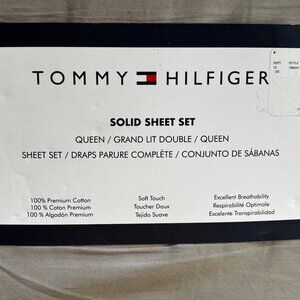 DEPT
STYLE
TOMMY HILFIGER
SOLID SHEET SET
QUEEN / GRAND LIT DOUBLE / QUEEN
SHEET SET / DRAPS PARURE COMPLÈTE / CONJUNTO DE SÁBANAS
100% Premium Cotton
100 % Coton Premium
100 % Algodón Premium
Soft Touch
Toucher Doux
Tejido Suave
Excellent Breathability
Respirabilité Optimale
Excelente Transpirabilidad